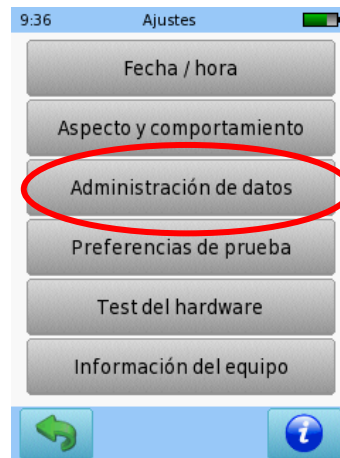 9:36 Ajustes
Fecha / hora
Aspecto y comportamiento
Administración de datos
Preferencias de prueba
Test del hardware
Información del equipo
i